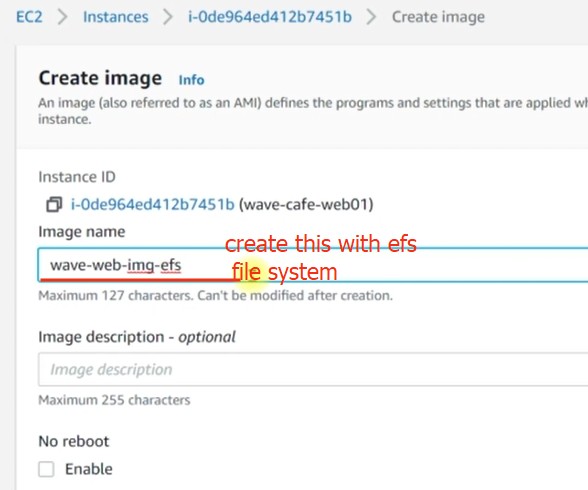 EC2 > Instances > i-0de964ed412b7451b > Create image
Create image Info
An image (also referred to as an AMI) defines the programs and settings that are applied
instance.
Instance ID
i-0de964ed412b7451b (wave-cafe-web01)
Image name
create this with efs
wave-web-img-efs
file system
Maximum 127 characters. Can't be modified after creation.
Image description - optional
Image description
Maximum 255 characters
No reboot
Enable